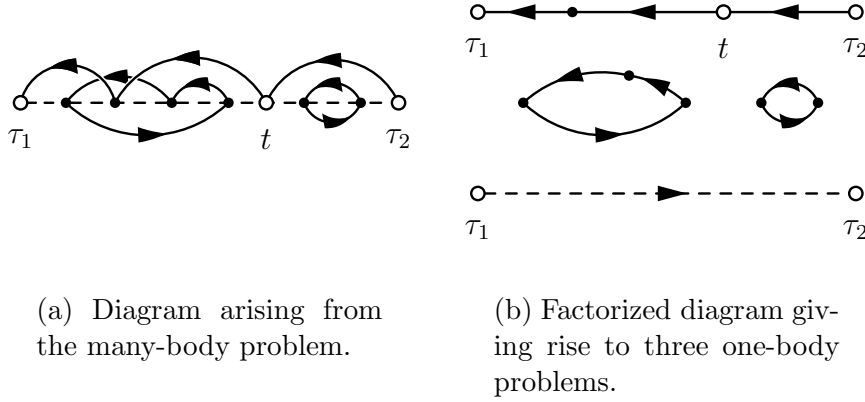 τ₁ t τ₂
τ₁ t τ₂
τ₁ τ₂
(a) Diagram arising from
the many-body problem.
(b) Factorized diagram giv-
ing rise to three one-body
problems.